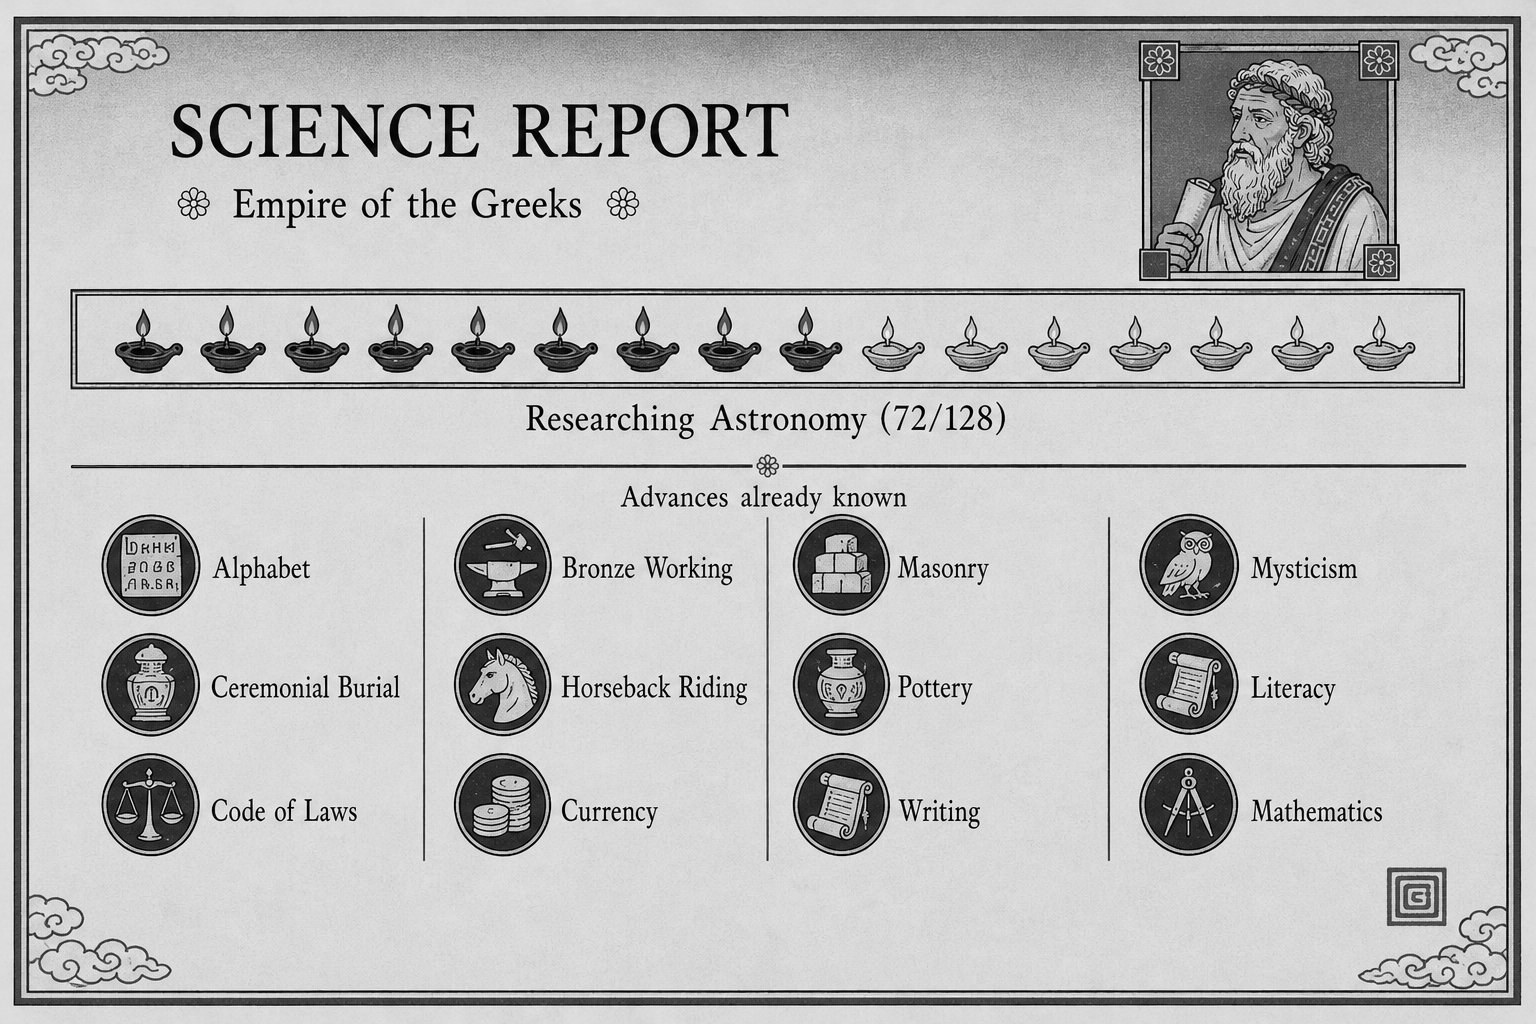 SCIENCE REPORT
Empire of the Greeks
Researching Astronomy (72/128)
Advances already known
Alphabet
Ceremonial Burial
Code of Laws
Bronze Working
Horseback Riding
Currency
Masonry
Pottery
Writing
Mysticism
Literacy
Mathematics